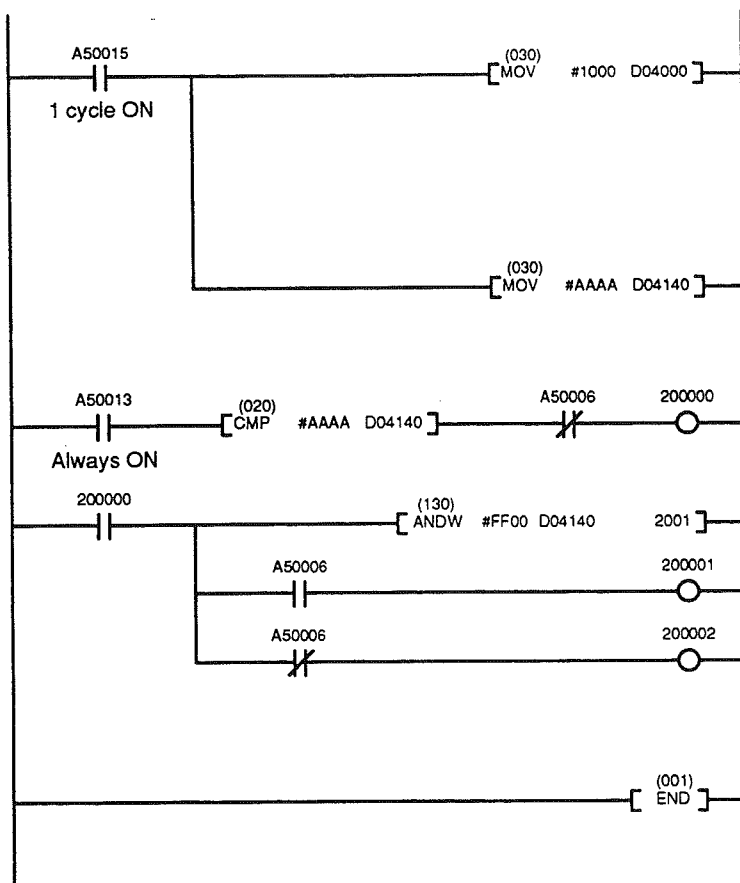 A50015
(030)
MOV #1000 D04000
1 cycle ON
(030)
MOV #AAAA D04140
A50013
(020)
CMP #AAAA D04140
A50006
200000
Always ON
200000
(130)
ANDW #FF00 D04140 2001
A50006
200001
A50006
200002
(001)
END